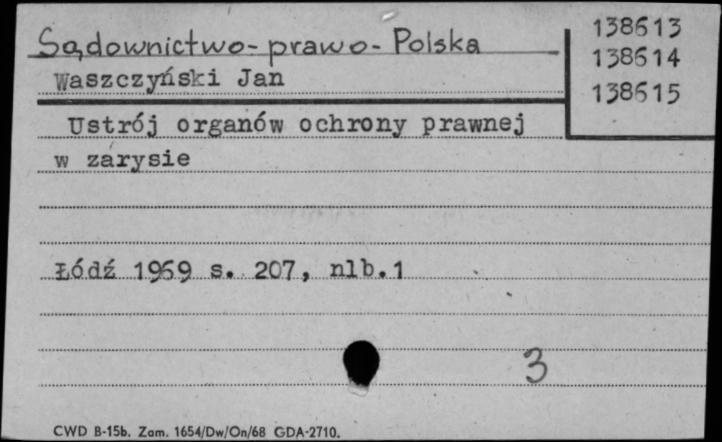 Sądownictwo - prawo - Polska
138613
138614
138615
Waszczyński Jan
Ustrój organów ochrony prawnej
w zarysie
Łódź 1969 s. 207, nlb.1
3
CWD B-15b. Zam. 1654/Dw/On/68 GDA-2710.